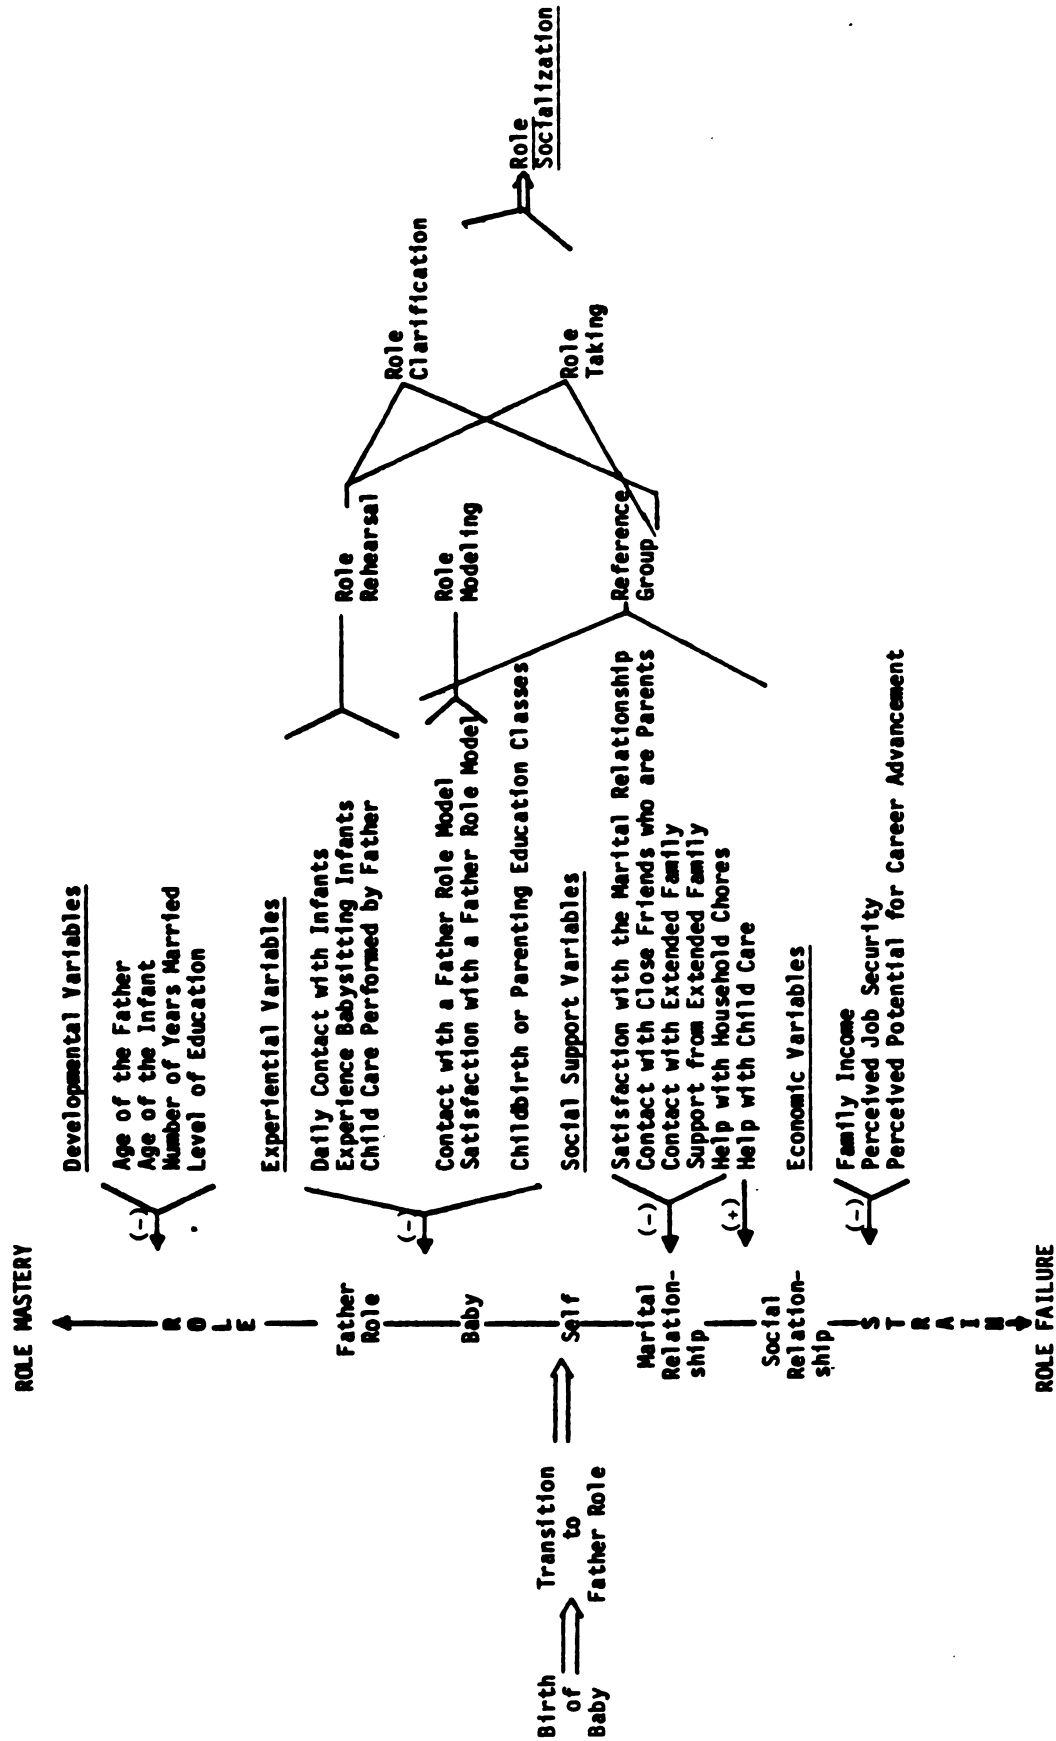 ROLE MASTERY
ROLE
Father
Role
Baby
Self
Marital
Relation-
ship
Social
Relation-
ship
STRAIN
ROLE FAILURE
Birth
of
Baby
Transition
to
Father Role
Developmental Variables
(-)
Age of the Father
Age of the Infant
Number of Years Married
Level of Education
Experiential Variables
(-)
Daily Contact with Infants
Experience Babysitting Infants
Child Care Performed by Father
Contact with a Father Role Model
Satisfaction with a Father Role Model
Childbirth or Parenting Education Classes
Social Support Variables
(-)
Satisfaction with the Marital Relationship
Contact with Close Friends who are Parents
Contact with Extended Family
Support from Extended Family
Help with Household Chores
(+)
Help with Child Care
Economic Variables
(-)
Family Income
Perceived Job Security
Perceived Potential for Career Advancement
Role
Rehearsal
Role
Modeling
Reference
Group
Role
Clarification
Role
Taking
Role
Socialization